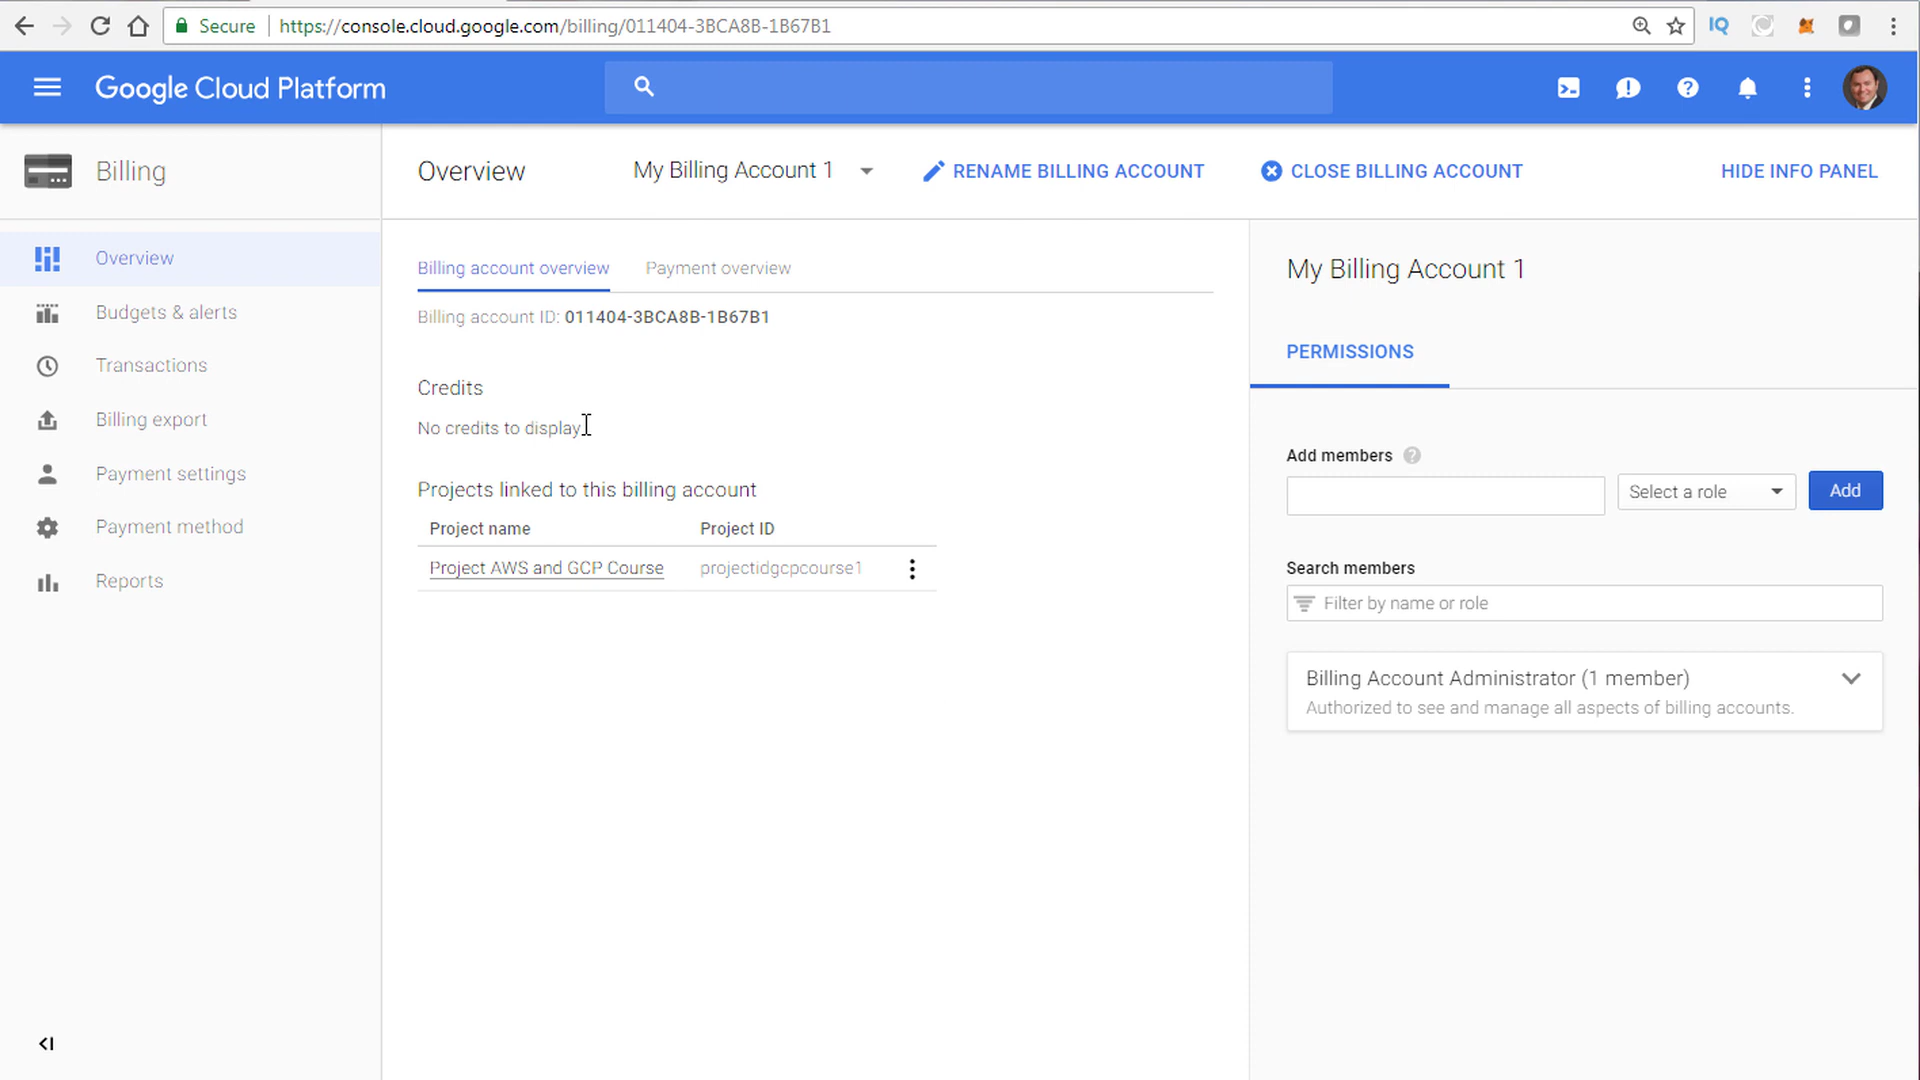 Secure
https://console.cloud.google.com/billing/011404-3BCA8B-1B67B1
IQ
Google Cloud Platform
Billing
Overview
My Billing Account 1
RENAME BILLING ACCOUNT
CLOSE BILLING ACCOUNT
HIDE INFO PANEL
Overview
Budgets & alerts
Transactions
Billing export
Payment settings
Payment method
Reports
Billing account overview
Payment overview
Billing account ID: 011404-3BCA8B-1B67B1
Credits
No credits to display.
Projects linked to this billing account
Project name
Project ID
Project AWS and GCP Course
projectidgcpcourse1
My Billing Account 1
PERMISSIONS
Add members
Select a role
Add
Search members
Filter by name or role
Billing Account Administrator (1 member)
Authorized to see and manage all aspects of billing accounts.